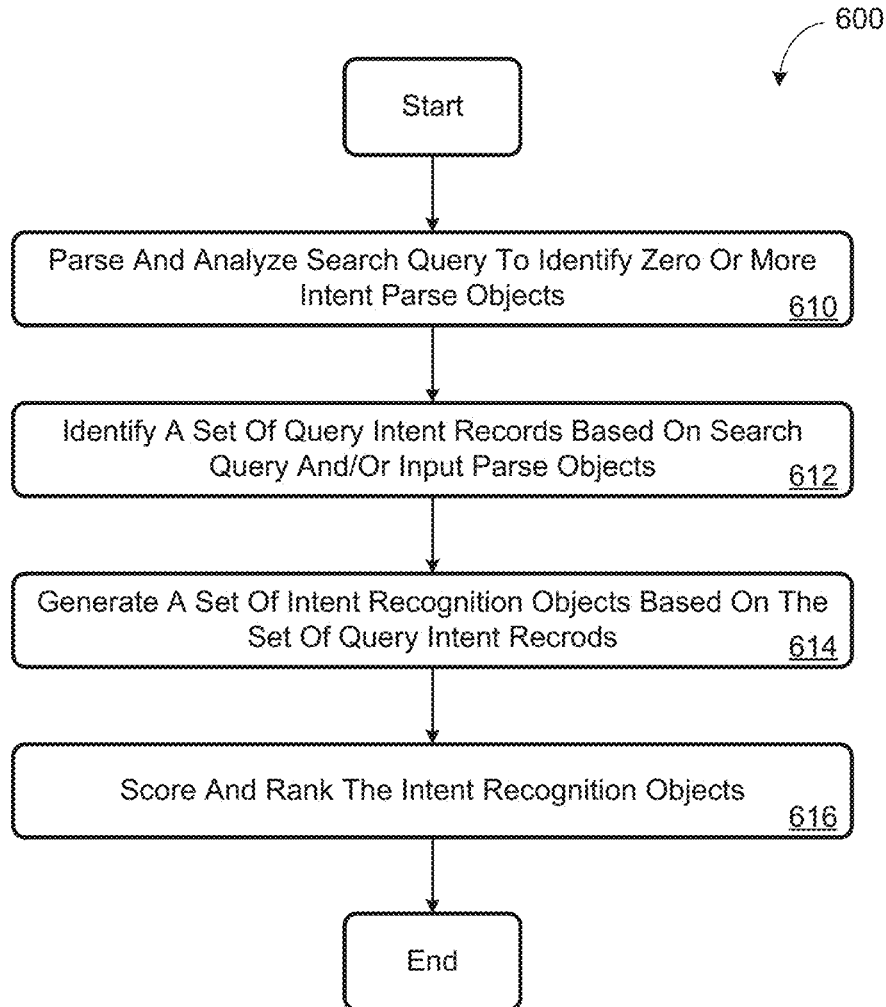 600
Start
Parse And Analyze Search Query To Identify Zero Or More
Intent Parse Objects
610
Identify A Set Of Query Intent Records Based On Search
Query And/Or Input Parse Objects
612
Generate A Set Of Intent Recognition Objects Based On The
Set Of Query Intent Recrods
614
Score And Rank The Intent Recognition Objects
616
End